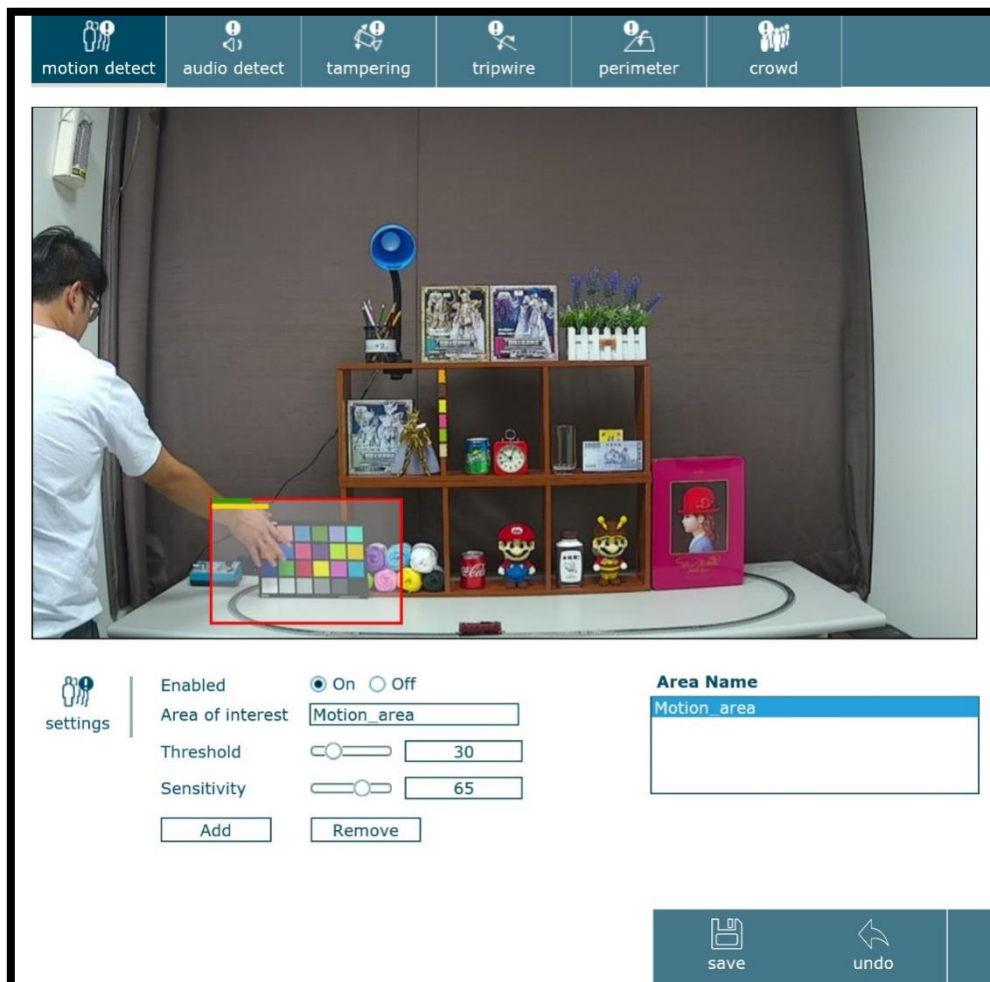 motion detect audio detect tampering tripwire perimeter crowd
Enabled On Off
Area of interest Motion_area
Threshold 30
Sensitivity 65
Add Remove
settings
Area Name
Motion_area
save undo